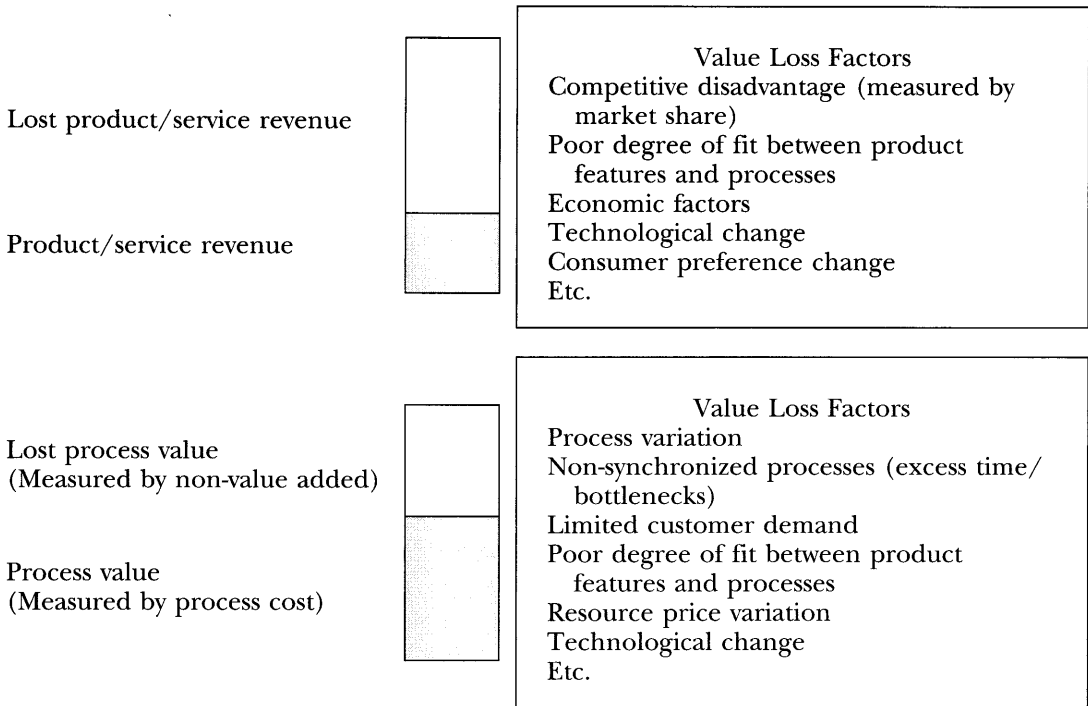 Lost product/service revenue
Product/service revenue
Value Loss Factors
Competitive disadvantage (measured by
market share)
Poor degree of fit between product
features and processes
Economic factors
Technological change
Consumer preference change
Etc.
Lost process value
(Measured by non-value added)
Process value
(Measured by process cost)
Value Loss Factors
Process variation
Non-synchronized processes (excess time/
bottlenecks)
Limited customer demand
Poor degree of fit between product
features and processes
Resource price variation
Technological change
Etc.